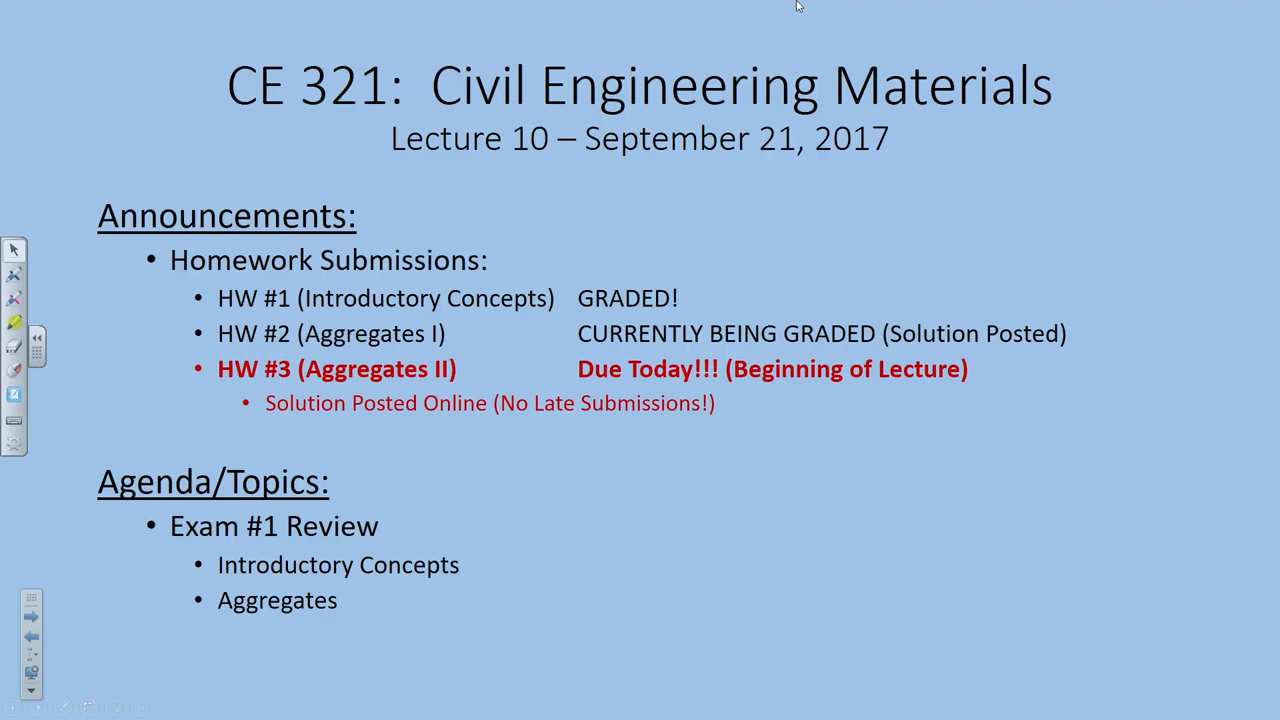 CE 321: Civil Engineering Materials
Lecture 10 – September 21, 2017
Announcements:
• Homework Submissions:
• HW #1 (Introductory Concepts) GRADED!
• HW #2 (Aggregates I) CURRENTLY BEING GRADED (Solution Posted)
• HW #3 (Aggregates II) Due Today!!! (Beginning of Lecture)
• Solution Posted Online (No Late Submissions!)
Agenda/Topics:
• Exam #1 Review
• Introductory Concepts
• Aggregates